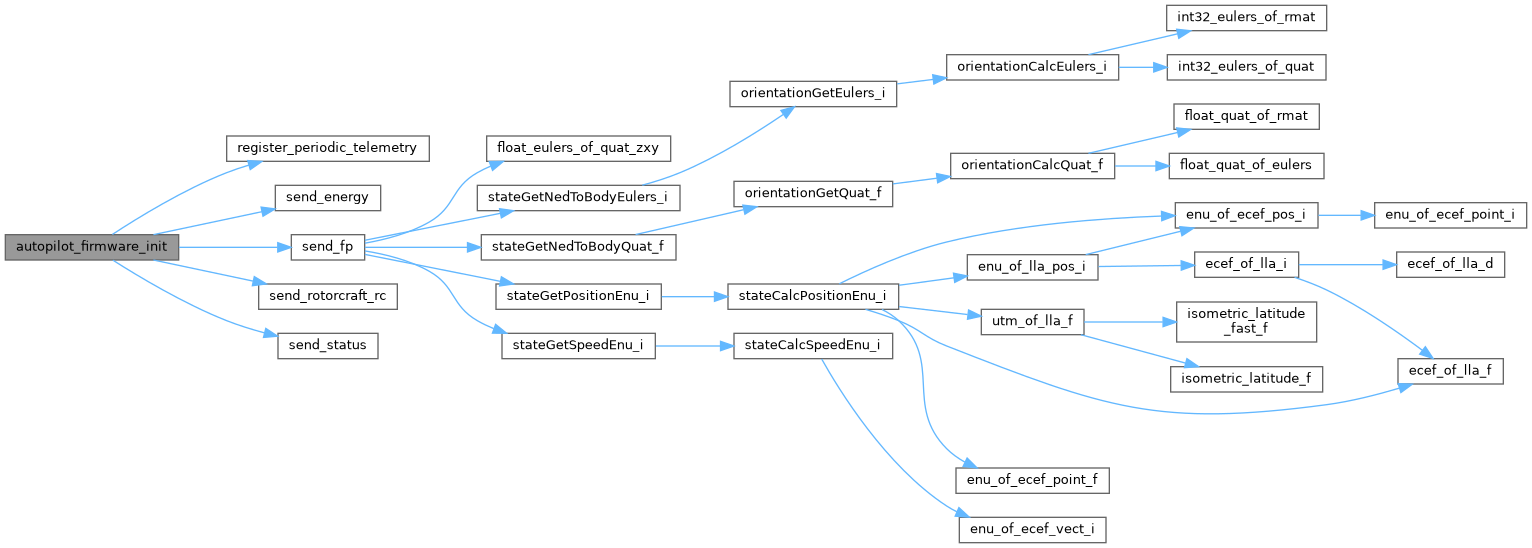 autopilot_firmware_init
register_periodic_telemetry
send_energy
send_fp
send_rotorcraft_rc
send_status
float_eulers_of_quat_zxy
stateGetNedToBodyEulers_i
stateGetNedToBodyQuat_f
stateGetPositionEnu_i
stateGetSpeedEnu_i
orientationGetEulers_i
orientationGetQuat_f
stateCalcPositionEnu_i
stateCalcSpeedEnu_i
orientationCalcEulers_i
orientationCalcQuat_f
enu_of_lla_pos_i
utm_of_lla_f
enu_of_ecef_point_f
enu_of_ecef_vect_i
int32_eulers_of_rmat
int32_eulers_of_quat
float_quat_of_rmat
float_quat_of_eulers
enu_of_ecef_pos_i
ecef_of_lla_i
isometric_latitude
_fast_f
isometric_latitude_f
enu_of_ecef_point_i
ecef_of_lla_d
ecef_of_lla_f